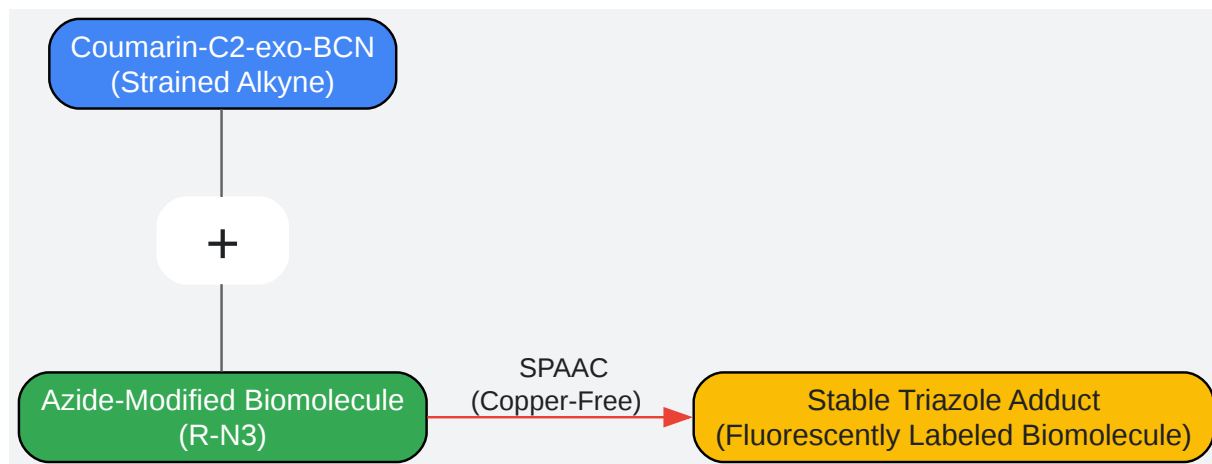 Coumarin-C2-exo-BCN
(Strained Alkyne)
+
Azide-Modified Biomolecule
(R-N3)
SPAAC
(Copper-Free)
Stable Triazole Adduct
(Fluorescently Labeled Biomolecule)